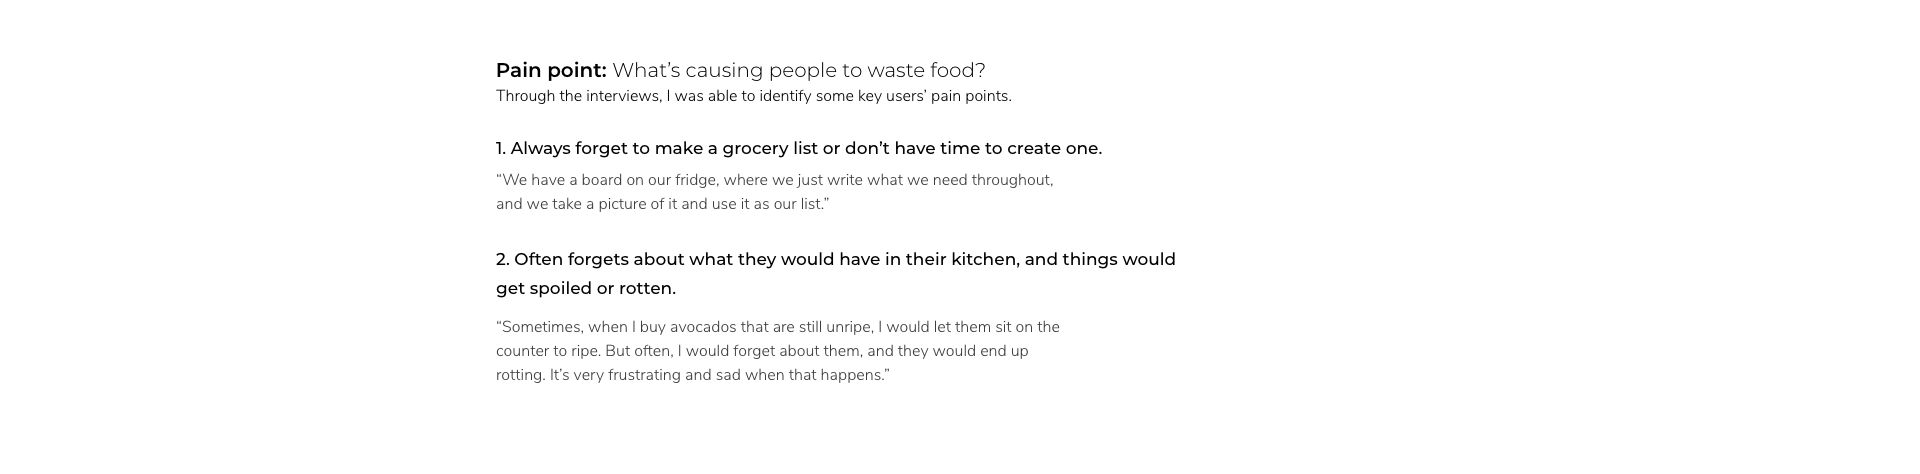 Pain point: What’s causing people to waste food?
Through the interviews, I was able to identify some key users’ pain points.
1. Always forget to make a grocery list or don’t have time to create one.
“We have a board on our fridge, where we just write what we need throughout,
and we take a picture of it and use it as our list.”
2. Often forgets about what they would have in their kitchen, and things would
get spoiled or rotten.
“Sometimes, when I buy avocados that are still unripe, I would let them sit on the
counter to ripe. But often, I would forget about them, and they would end up
rotting. It’s very frustrating and sad when that happens.”